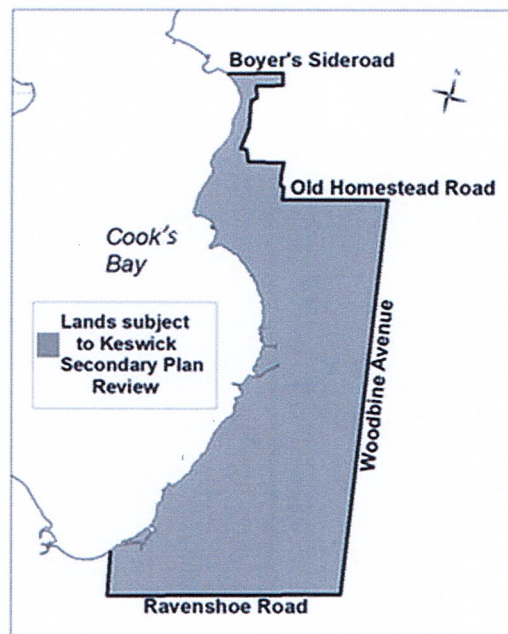 Boyer's Sideroad
Old Homestead Road
Cook's
Bay
Lands subject
to Keswick
Secondary Plan
Review
Woodbine Avenue
Ravenshoe Road